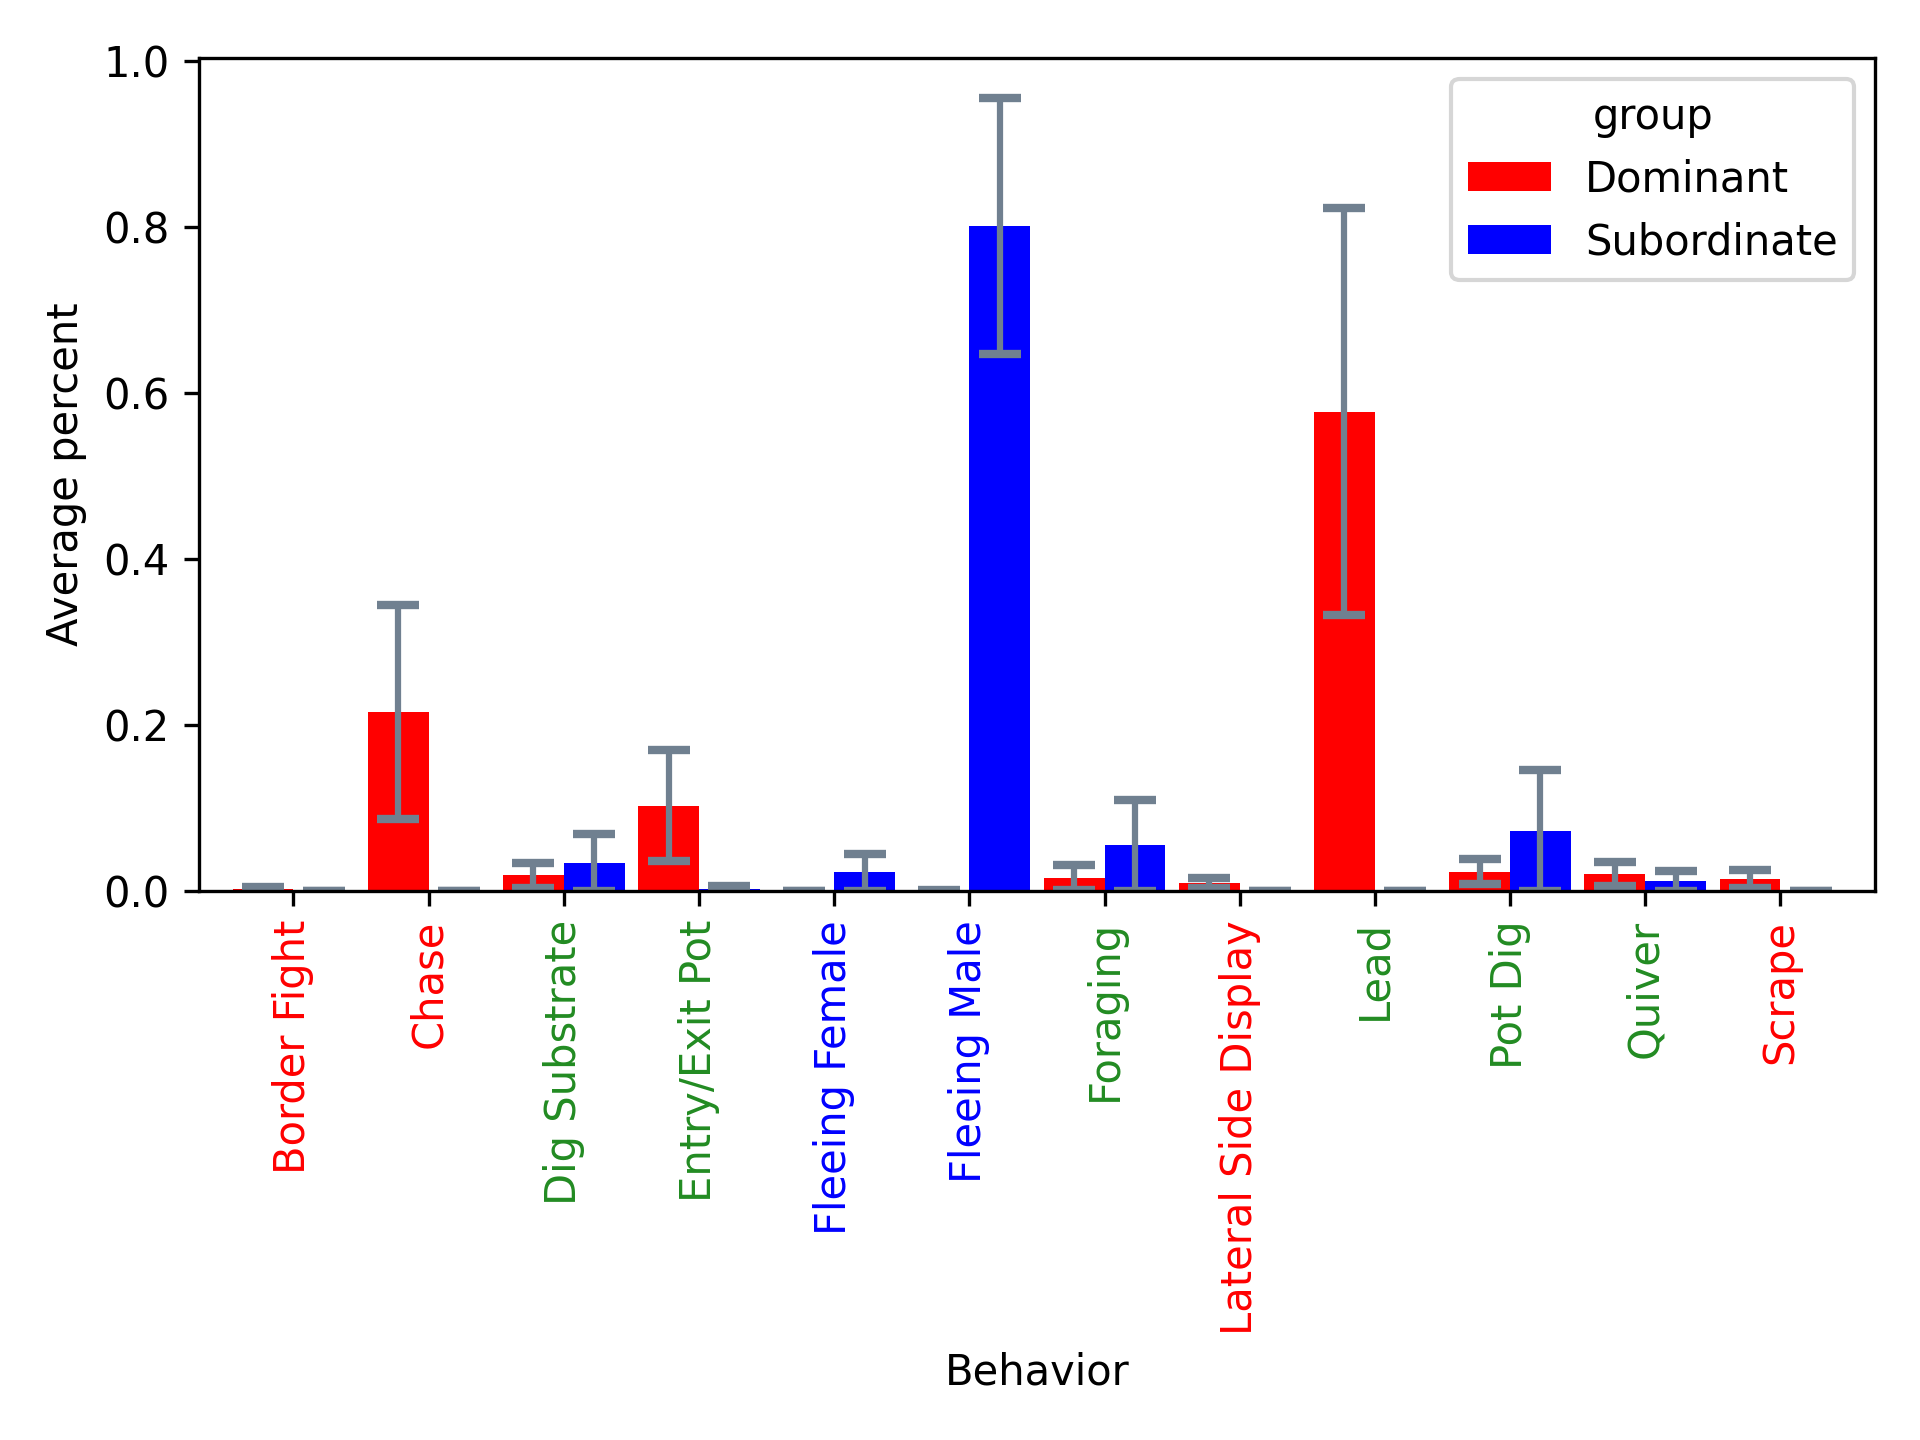 1.0
0.8
0.6
0.4
0.2
0.0
Average percent
group
Dominant
Subordinate
Border Fight
Chase
Dig Substrate
Entry/Exit Pot
Fleeing Female
Fleeing Male
Foraging
Lateral Side Display
Lead
Pot Dig
Quiver
Scrape
Behavior